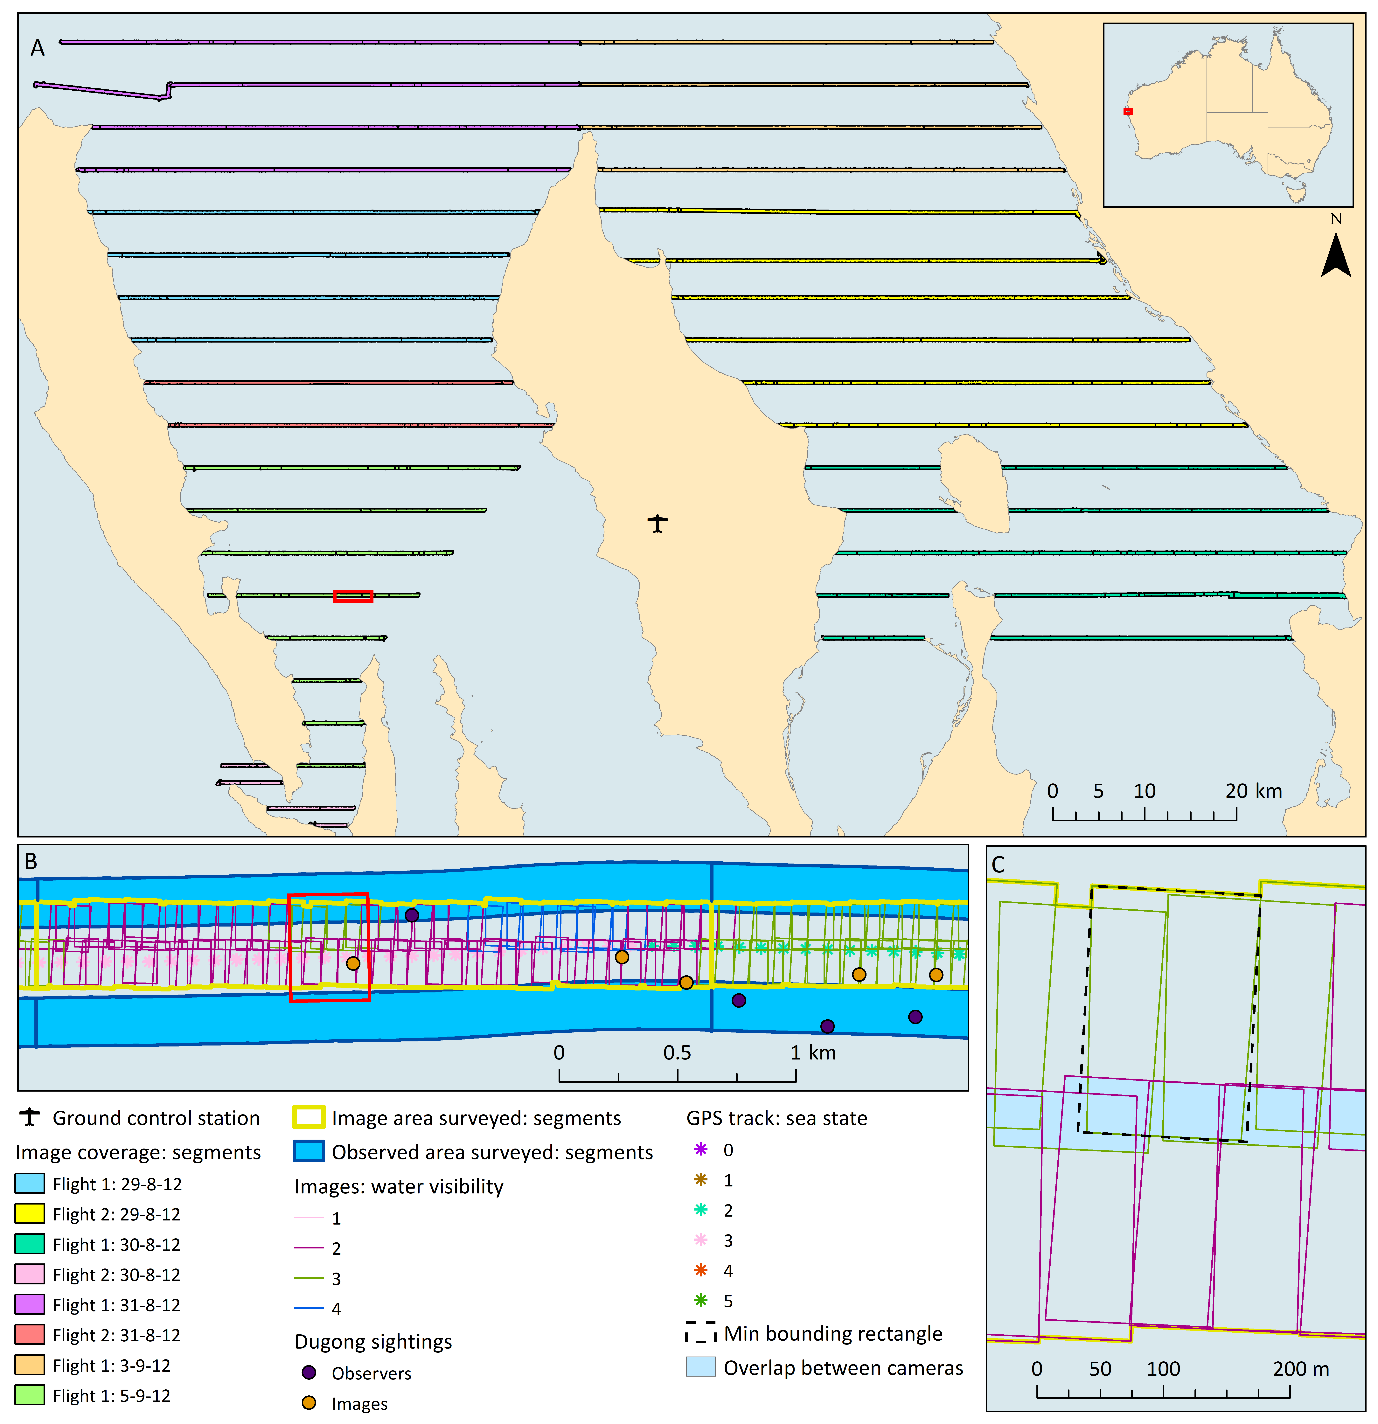 A
N
0 5 10 20 km
B
0 0.5 1 km
C
0 50 100 200 m
Ground control station
Image coverage: segments
Flight 1: 29-8-12
Flight 2: 29-8-12
Flight 1: 30-8-12
Flight 2: 30-8-12
Flight 1: 31-8-12
Flight 2: 31-8-12
Flight 1: 3-9-12
Flight 1: 5-9-12
Image area surveyed: segments
Observed area surveyed: segments
Images: water visibility
1
2
3
4
Dugong sightings
Observers
Images
GPS track: sea state
0
1
2
3
4
5
Min bounding rectangle
Overlap between cameras